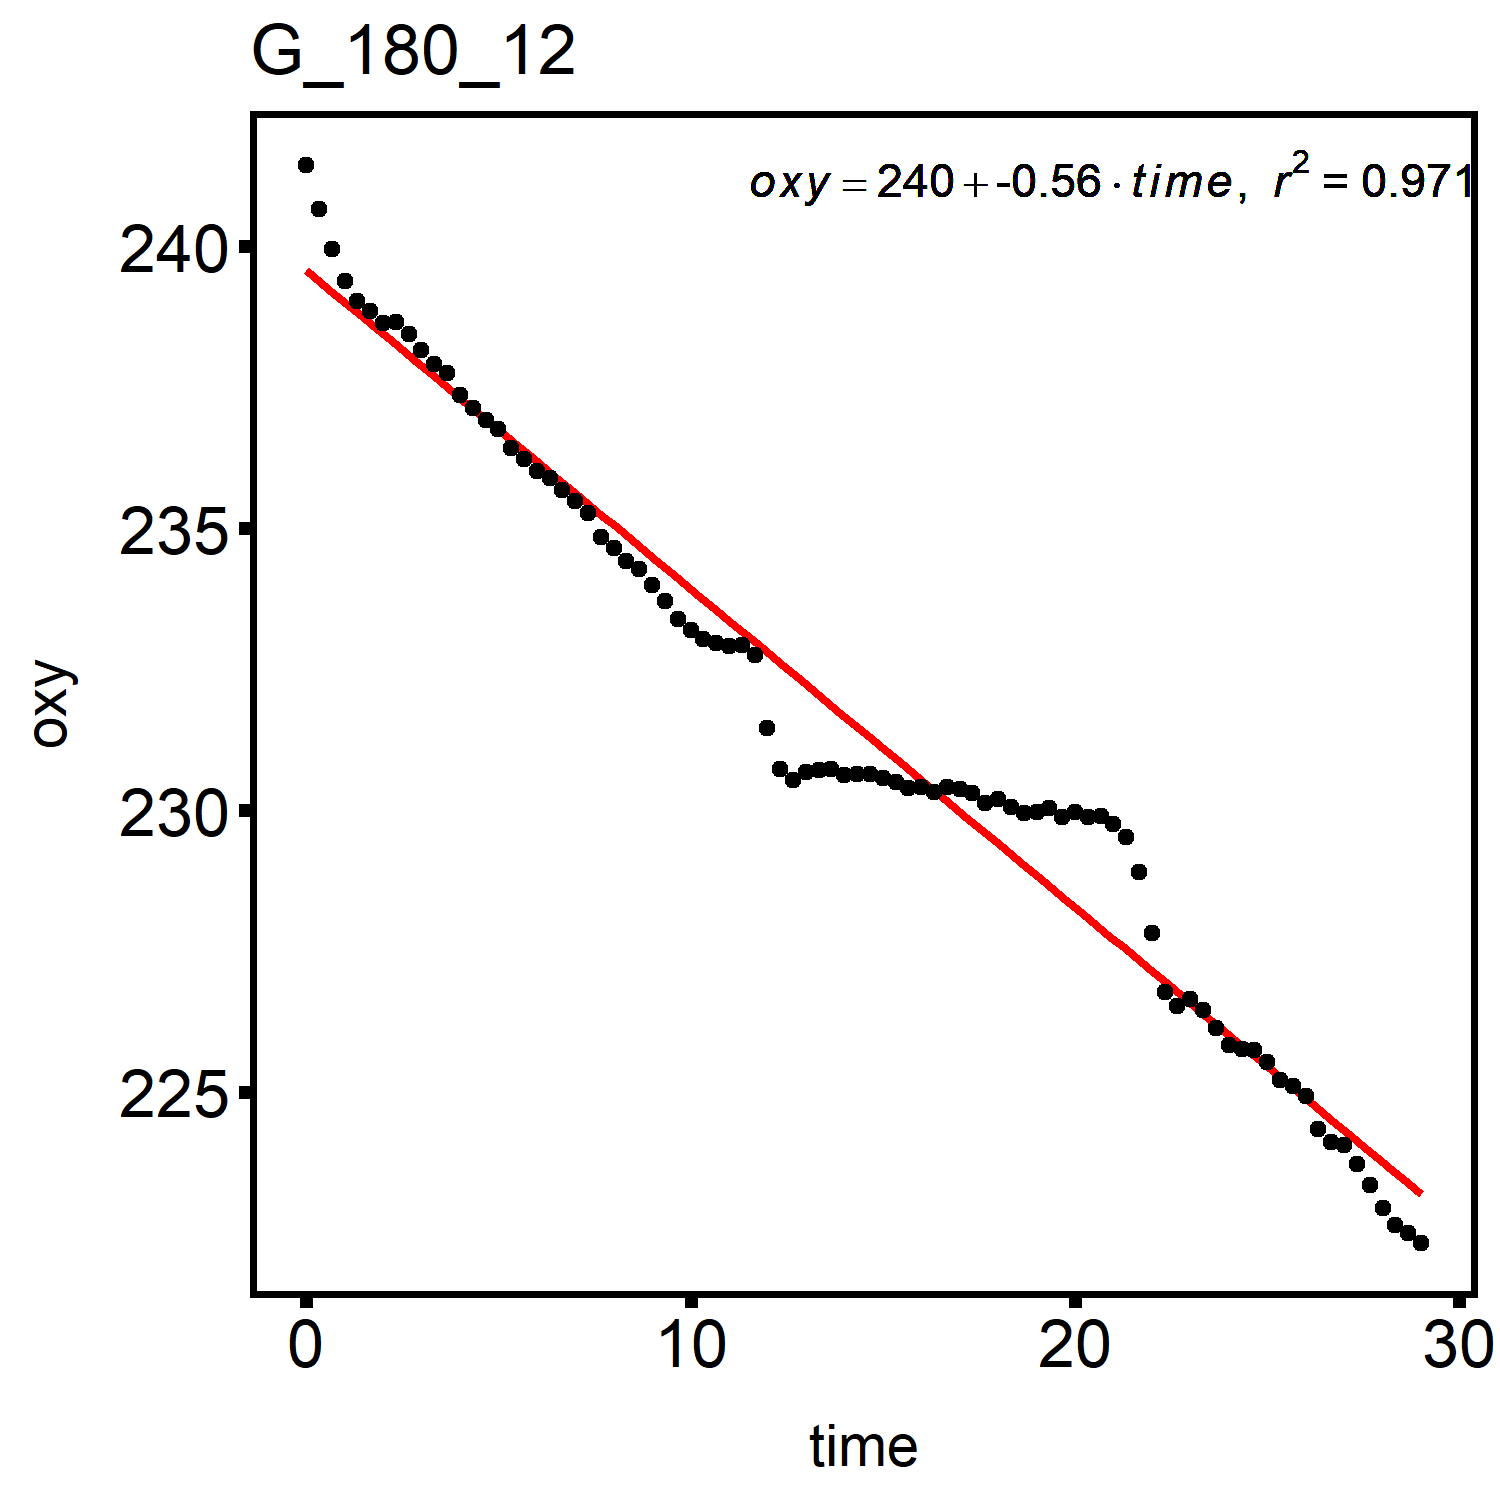 G_180_12
oxy = 240 + -0.56 · time, r² = 0.971
240
235
230
225
oxy
0 10 20 30
time